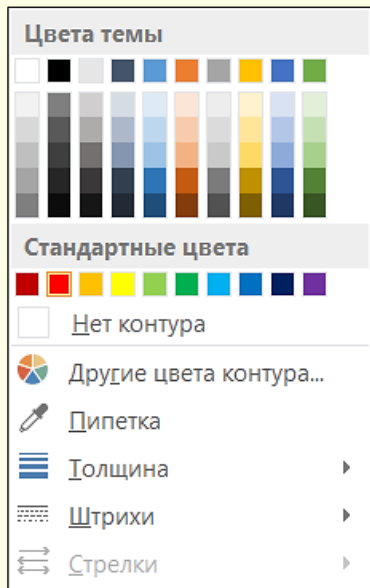 Цвета темы
Стандартные цвета
Нет контура
Другие цвета контура...
Пипетка
Толщина
Штрихи
Стрелки